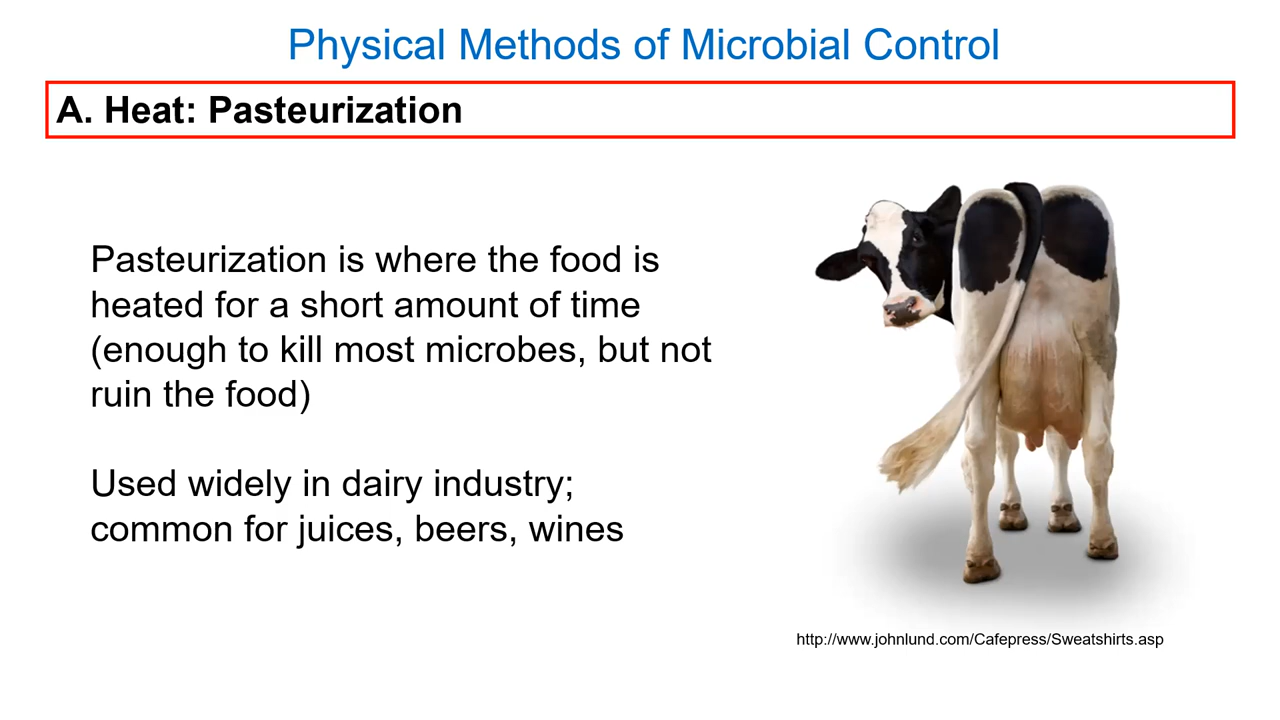 Physical Methods of Microbial Control
A. Heat: Pasteurization
Pasteurization is where the food is
heated for a short amount of time
(enough to kill most microbes, but not
ruin the food)
Used widely in dairy industry;
common for juices, beers, wines
http://www.johnlund.com/Cafepress/Sweatshirts.asp